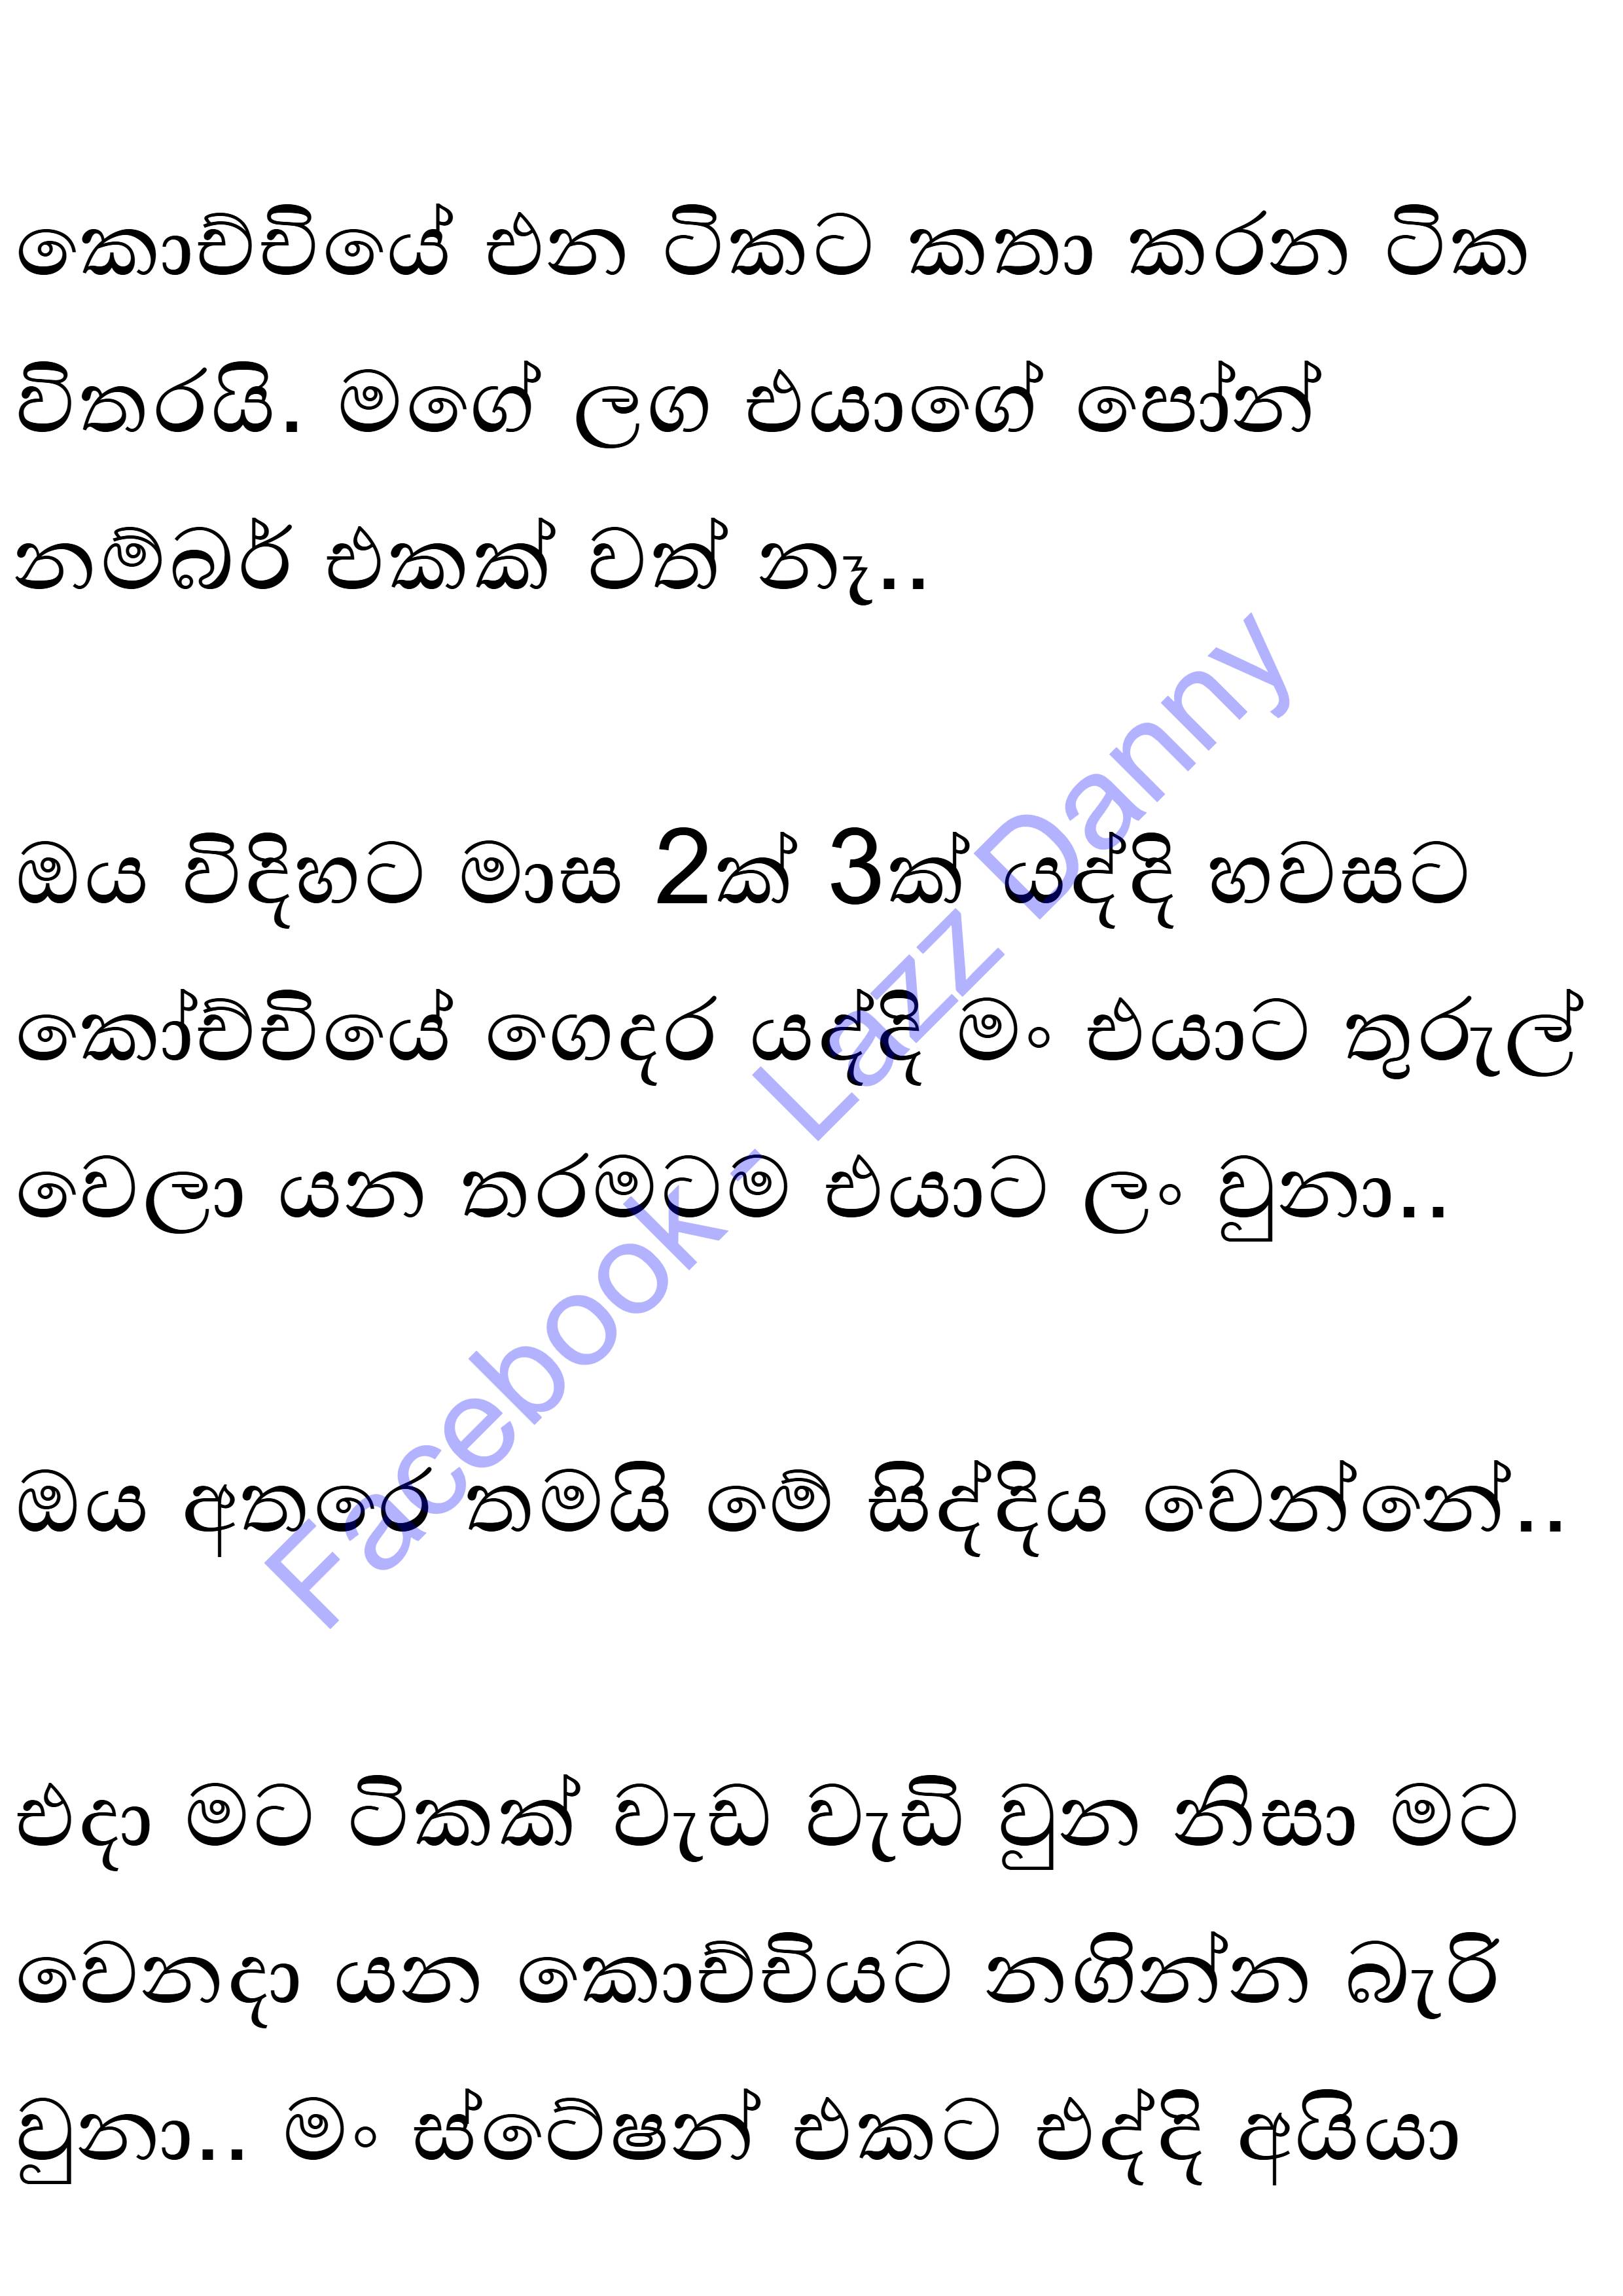 කොච්චියේ එන ටිකට කතා කරන ටික
විතරයි. මගේ ලග එයාගේ පෝන්
නම්බර් එකක් වත් නෑ..
ඔය විදිහට මාස 2ක් 3ක් යද්දි හවසට
කෝච්චියේ ගෙදර යද්දි මං එයාට තුරුල්
වෙලා යන තරමටම එයාට ලං වුනා..
ඔය අතරෙ තමයි මේ සිද්දිය වෙන්නේ..
එදා මට ටිකක් වැඩ වැඩි වුන නිසා මට
වෙනදා යන කොච්චියට නගින්න බැරි
වුනා.. මං ස්ටේෂන් එකට එද්දි අයියා
Facebook - Lazz Danny